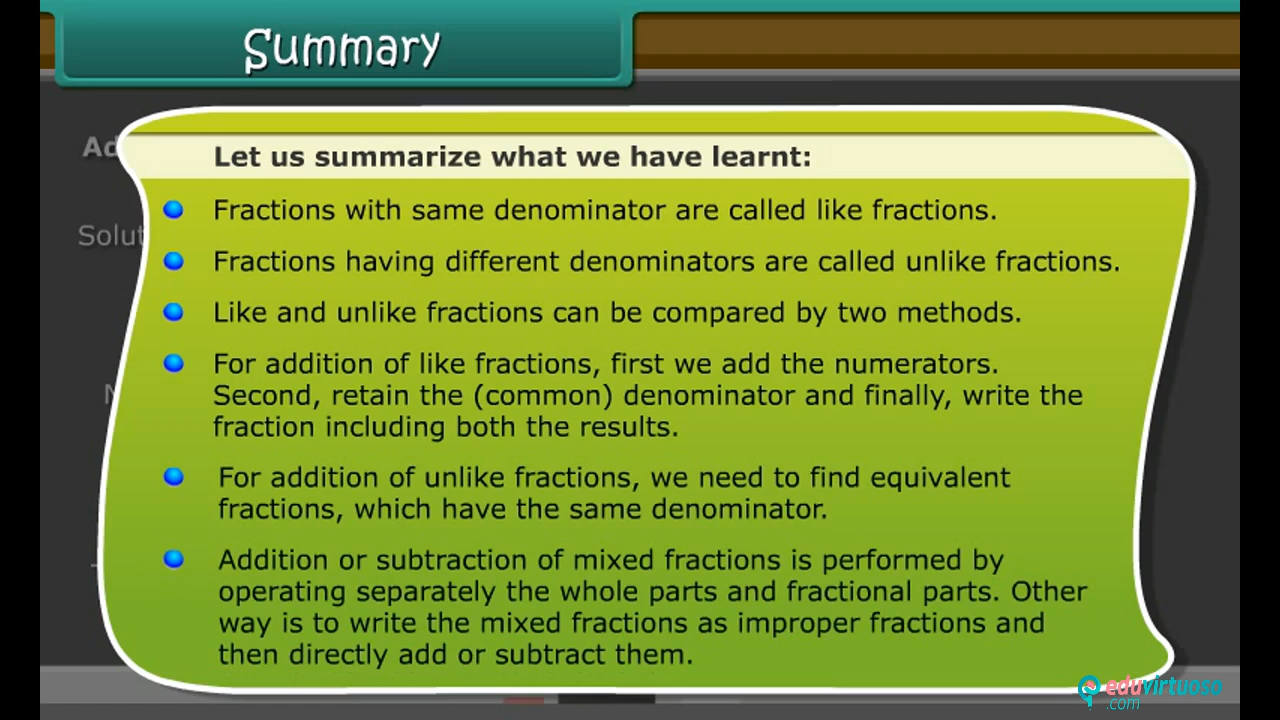 Summary
Let us summarize what we have learnt:
Fractions with same denominator are called like fractions.
Fractions having different denominators are called unlike fractions.
Like and unlike fractions can be compared by two methods.
For addition of like fractions, first we add the numerators.
Second, retain the (common) denominator and finally, write the
fraction including both the results.
For addition of unlike fractions, we need to find equivalent
fractions, which have the same denominator.
Addition or subtraction of mixed fractions is performed by
operating separately the whole parts and fractional parts. Other
way is to write the mixed fractions as improper fractions and
then directly add or subtract them.
eduvirtuoso
.com